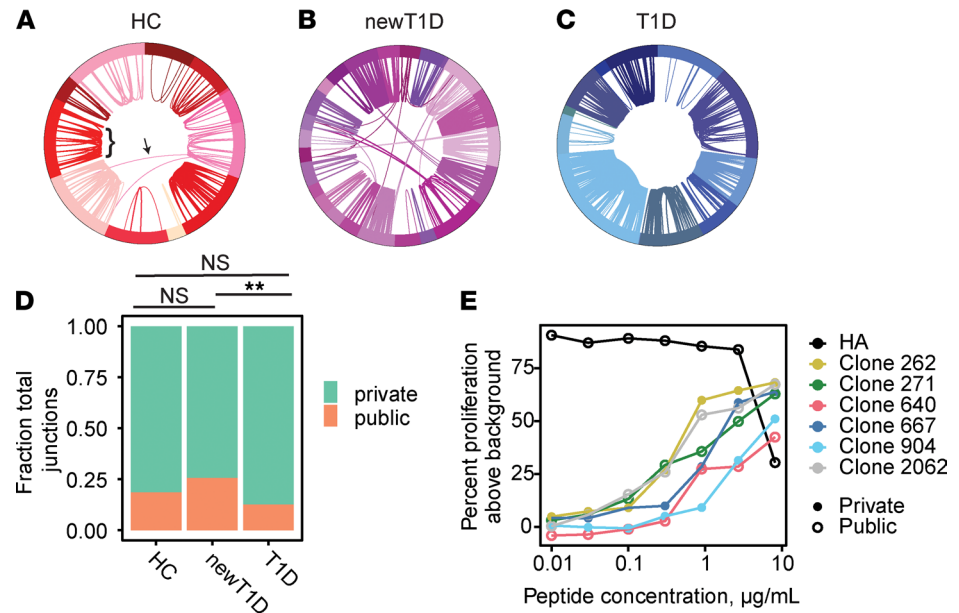 A
HC
B
newT1D
C
T1D
}
D
NS
NS
**
Fraction total
junctions
1.00
0.75
0.50
0.25
0.00
HC
newT1D
T1D
private
public
E
Percent proliferation
above background
75
50
25
0
0.01
0.1
1
10
Peptide concentration, µg/mL
HA
Clone 262
Clone 271
Clone 640
Clone 667
Clone 904
Clone 2062
Private
Public